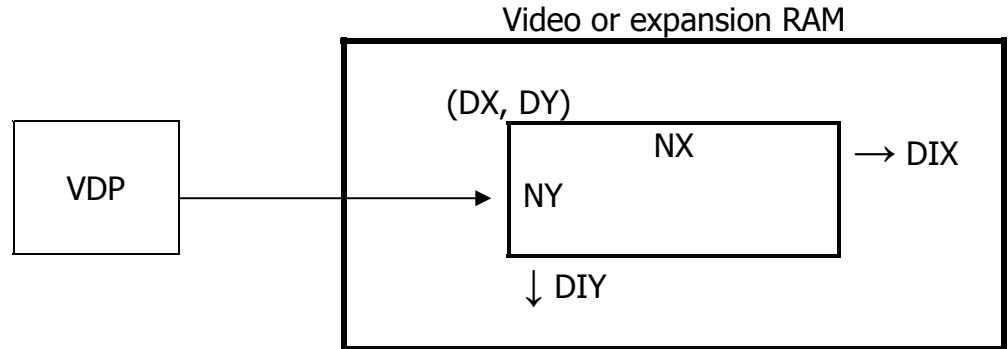 Video or expansion RAM
(DX, DY)
NX
→ DIX
VDP
NY
↓ DIY